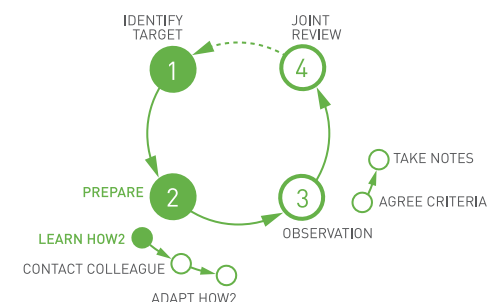 IDENTIFY
TARGET
JOINT
REVIEW
1
4
PREPARE
2
3
OBSERVATION
TAKE NOTES
AGREE CRITERIA
LEARN HOW2
CONTACT COLLEAGUE
ADAPT HOW2